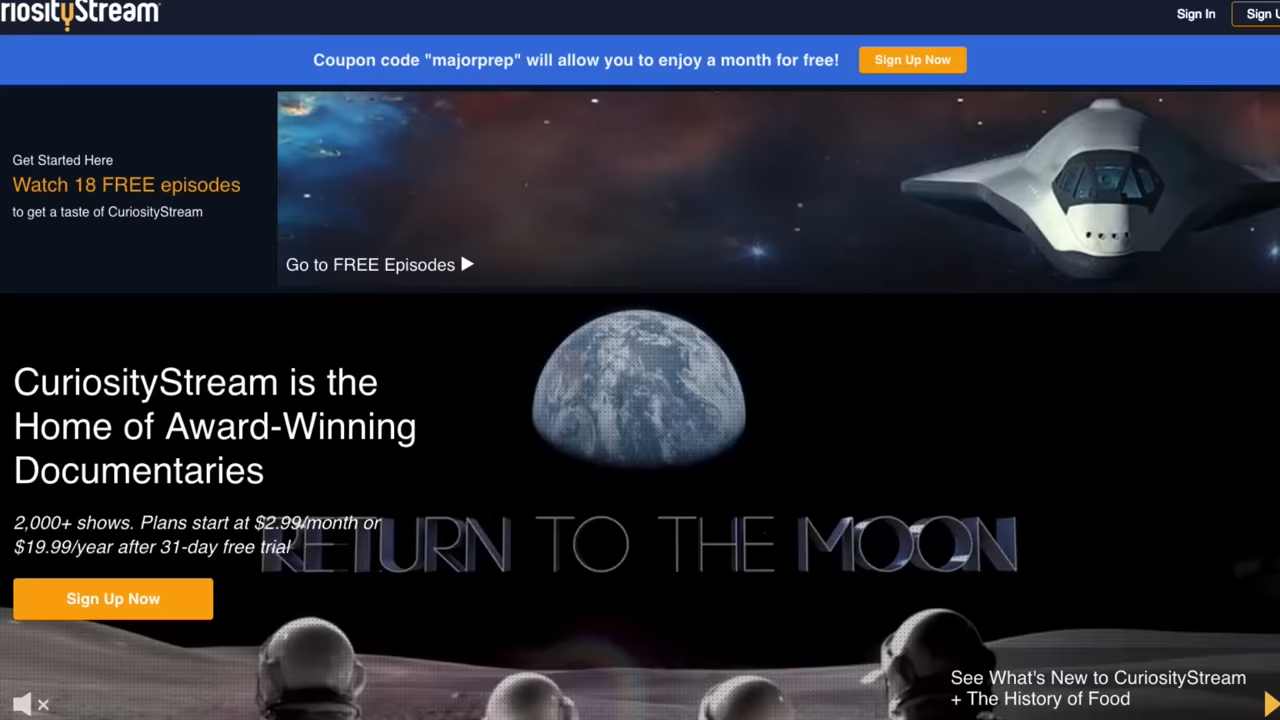 riosityStream
Sign In
Sign U
Coupon code "majorprep" will allow you to enjoy a month for free!
Sign Up Now
Get Started Here
Watch 18 FREE episodes
to get a taste of CuriosityStream
Go to FREE Episodes
CuriosityStream is the
Home of Award-Winning
Documentaries
2,000+ shows. Plans start at $2.99/month or
$19.99/year after 31-day free trial
RETURN TO THE MOON
Sign Up Now
See What's New to CuriosityStream
+ The History of Food